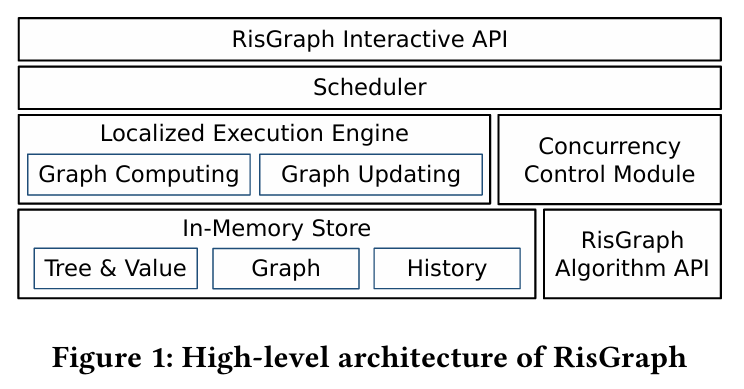 RisGraph Interactive API
Scheduler
Localized Execution Engine
Graph Computing
Graph Updating
Concurrency
Control Module
In-Memory Store
Tree & Value
Graph
History
RisGraph
Algorithm API
Figure 1: High-level architecture of RisGraph